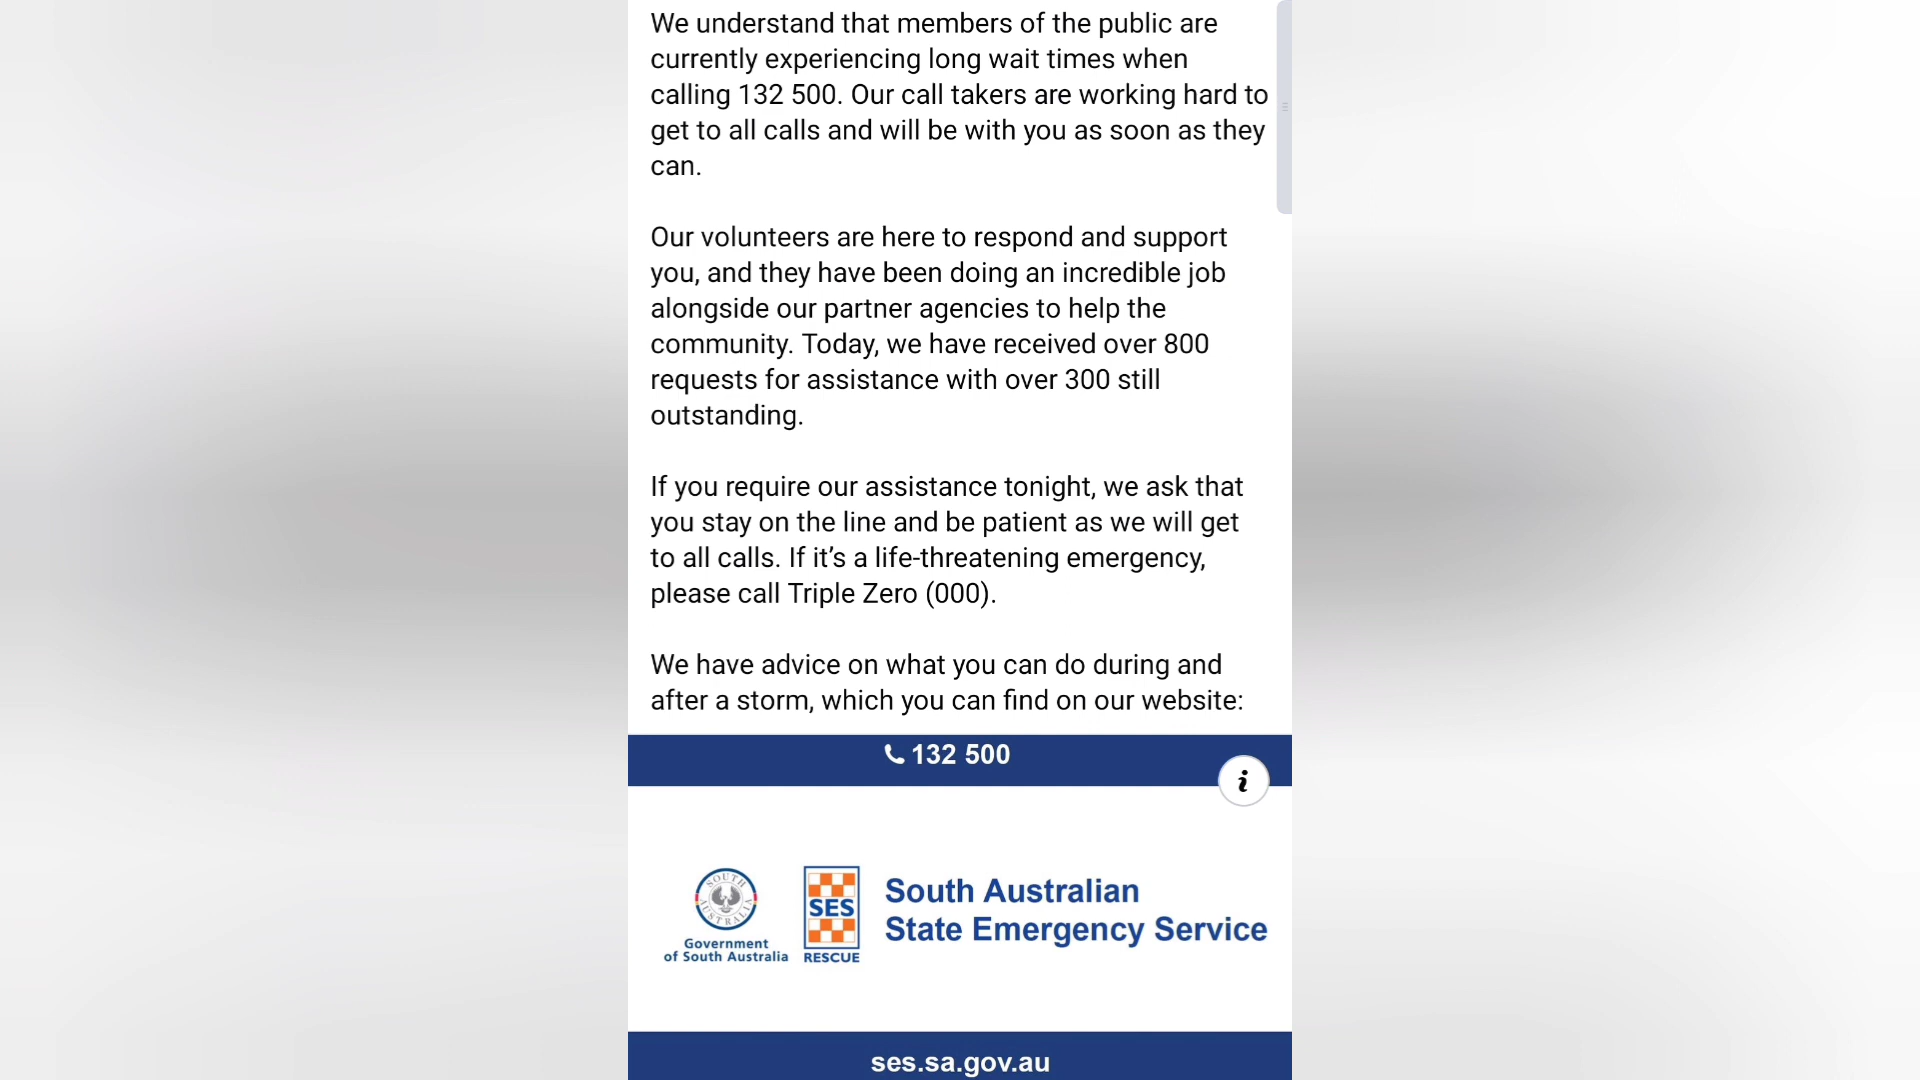 We understand that members of the public are
currently experiencing long wait times when
calling 132 500. Our call takers are working hard to
get to all calls and will be with you as soon as they
can.
Our volunteers are here to respond and support
you, and they have been doing an incredible job
alongside our partner agencies to help the
community. Today, we have received over 800
requests for assistance with over 300 still
outstanding.
If you require our assistance tonight, we ask that
you stay on the line and be patient as we will get
to all calls. If it’s a life-threatening emergency,
please call Triple Zero (000).
We have advice on what you can do during and
after a storm, which you can find on our website:
132 500
i
SOUTH
AUSTRALIA
Government
of South Australia
SES
RESCUE
South Australian
State Emergency Service
ses.sa.gov.au